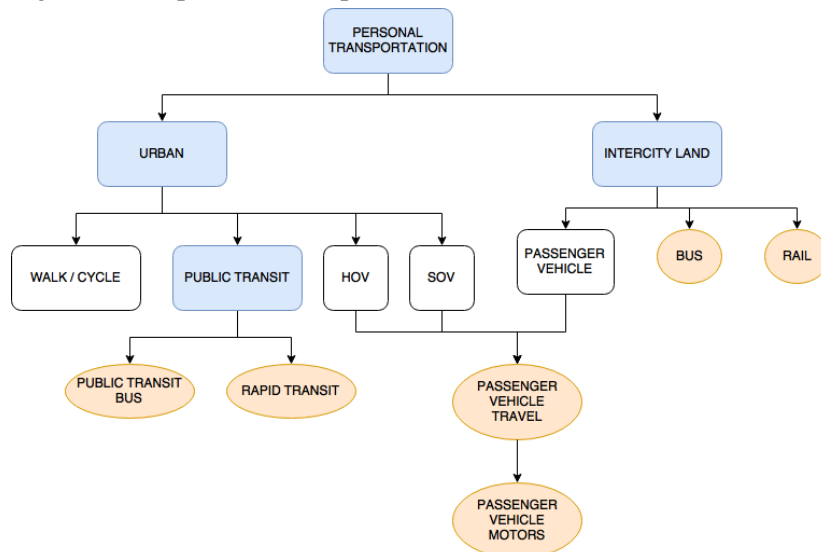 PERSONAL
TRANSPORTATION
URBAN
INTERCITY LAND
WALK / CYCLE
PUBLIC TRANSIT
HOV
SOV
PASSENGER
VEHICLE
BUS
RAIL
PUBLIC TRANSIT
BUS
RAPID TRANSIT
PASSENGER
VEHICLE
TRAVEL
PASSENGER
VEHICLE
MOTORS